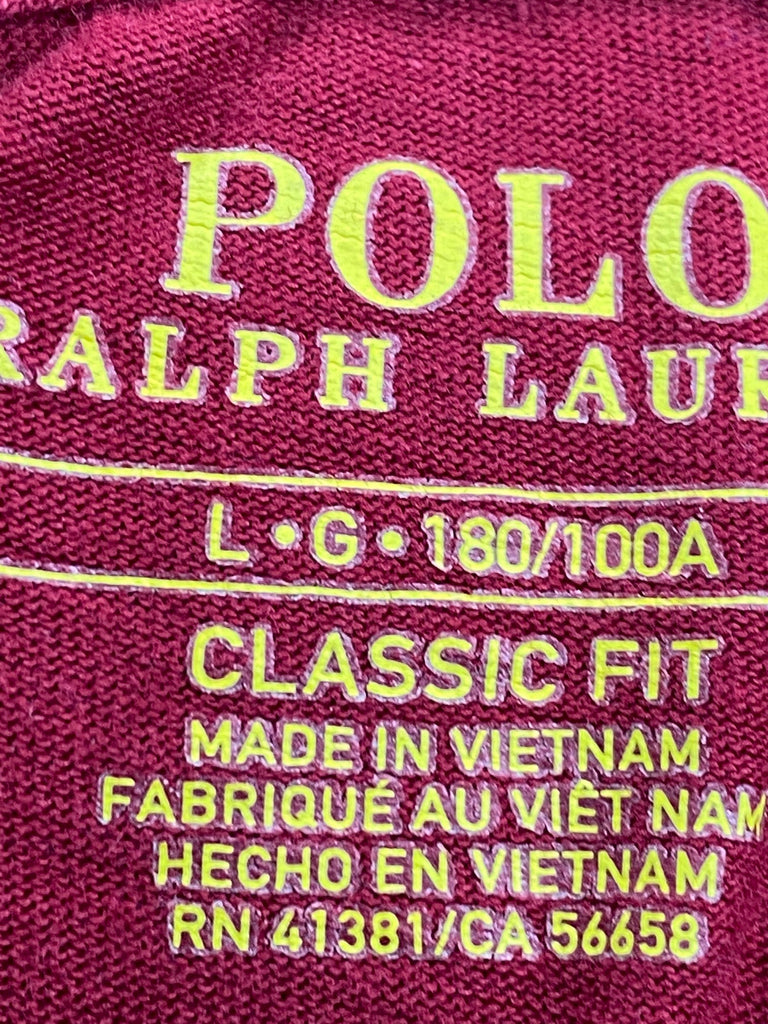 POLO
RALPH LAUR
L • G • 180/100A
CLASSIC FIT
MADE IN VIETNAM
FABRIQUÉ AU VIÊT NAM
HECHO EN VIETNAM
RN 41381/CA 56658